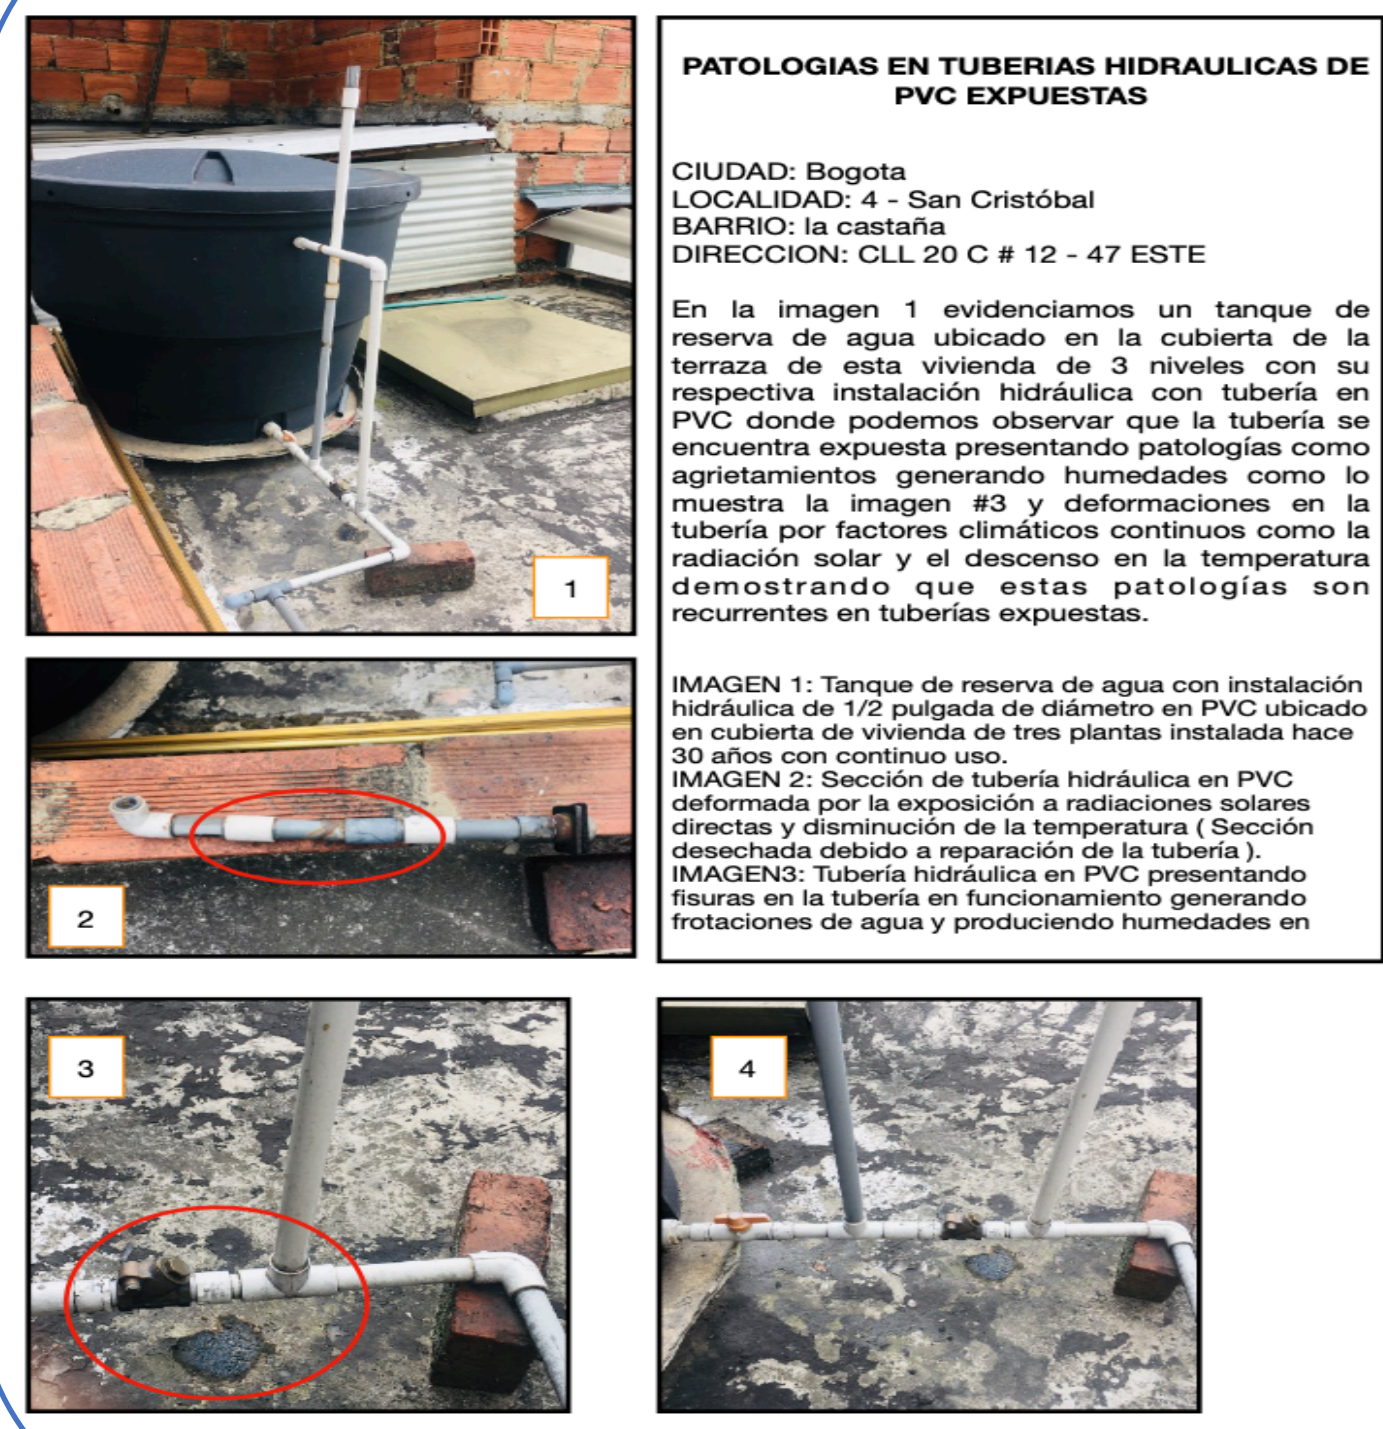 PATOLOGIAS EN TUBERIAS HIDRAULICAS DE
PVC EXPUESTAS
CIUDAD: Bogota
LOCALIDAD: 4 - San Cristóbal
BARRIO: la castaña
DIRECCION: CLL 20 C # 12 - 47 ESTE
En la imagen 1 evidenciamos un tanque de
reserva de agua ubicado en la cubierta de la
terraza de esta vivienda de 3 niveles con su
respectiva instalación hidráulica con tubería en
PVC donde podemos observar que la tubería se
encuentra expuesta presentando patologías como
agrietamientos generando humedades como lo
muestra la imagen #3 y deformaciones en la
tubería por factores climáticos continuos como la
radiación solar y el descenso en la temperatura
demostrando que estas patologías son
recurrentes en tuberías expuestas.
IMAGEN 1: Tanque de reserva de agua con instalación
hidráulica de 1/2 pulgada de diámetro en PVC ubicado
en cubierta de vivienda de tres plantas instalada hace
30 años con continuo uso.
IMAGEN 2: Sección de tubería hidráulica en PVC
deformada por la exposición a radiaciones solares
directas y disminución de la temperatura ( Sección
desechada debido a reparación de la tubería ).
IMAGEN3: Tubería hidráulica en PVC presentando
fisuras en la tubería en funcionamiento generando
frotaciones de agua y produciendo humedades en
1
2
3
4